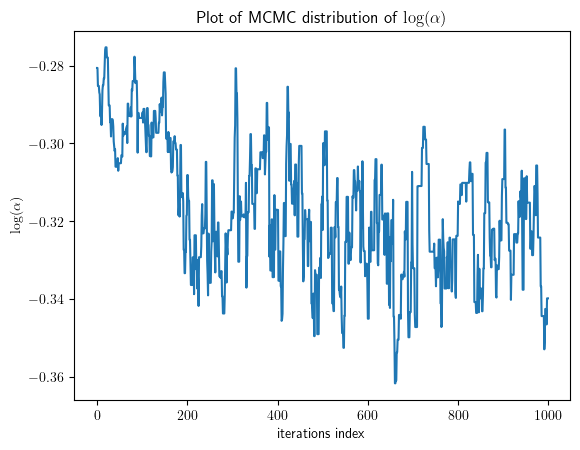 Plot of MCMC distribution of log(α)
log(α)
−0.28
−0.30
−0.32
−0.34
−0.36
0 200 400 600 800 1000
iterations index